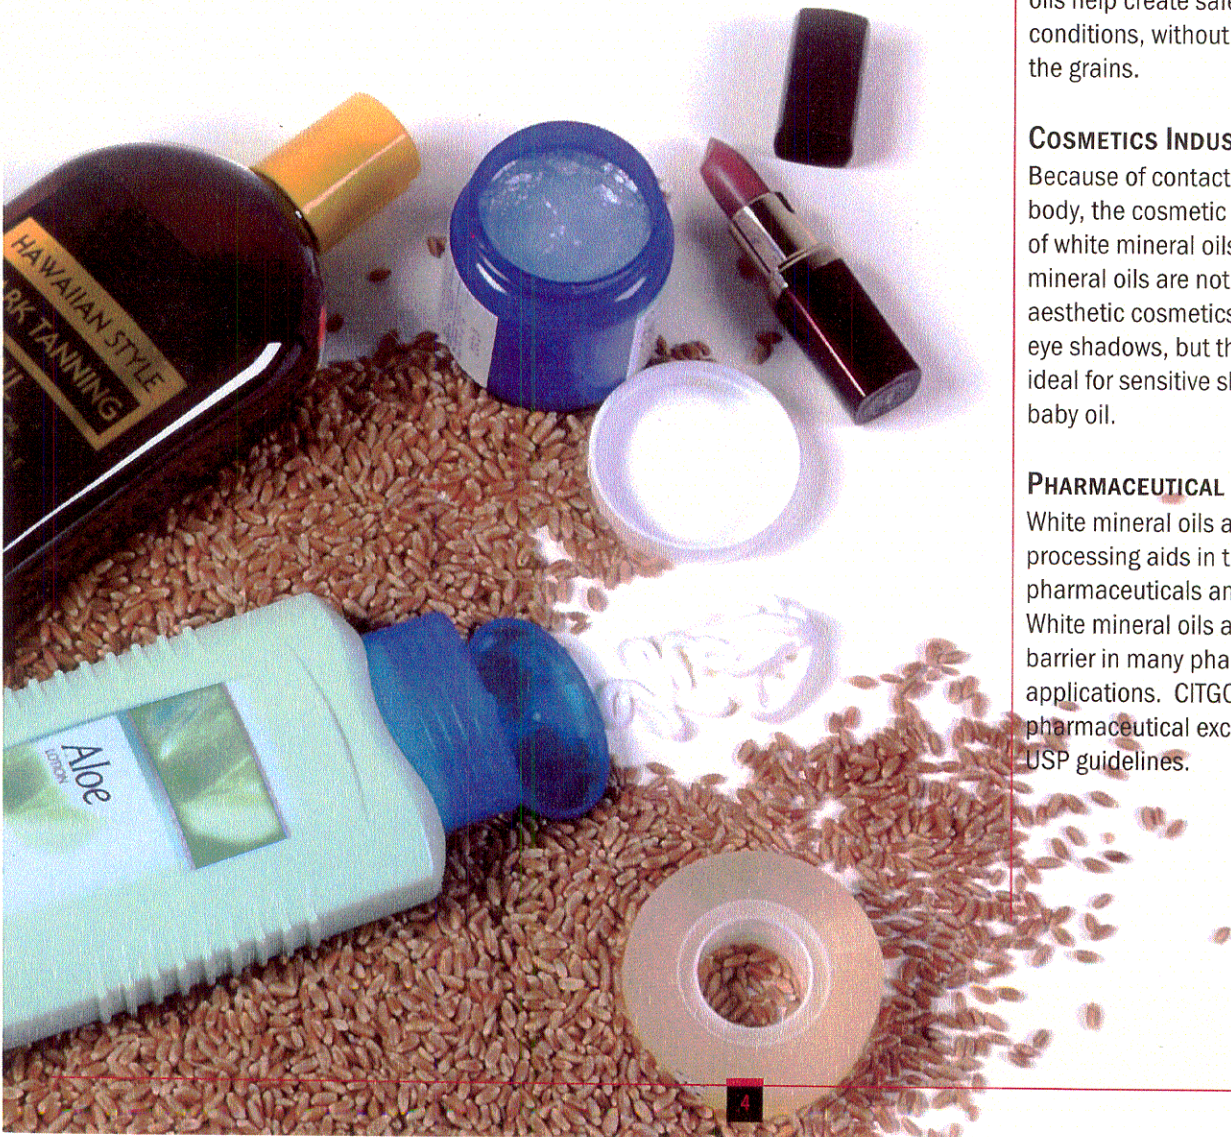 conditions, without
the grains.
COSMETICS INDUS
Because of contact
body, the cosmetic
of white mineral oils
mineral oils are not
aesthetic cosmetics
eye shadows, but th
ideal for sensitive s
baby oil.
PHARMACEUTICAL
White mineral oils a
processing aids in t
pharmaceuticals an
White mineral oils a
barrier in many pha
applications. CITGO
pharmaceutical exc
USP guidelines.
HAWAIIAN STYLE
RK TANNING
IL
Aloe
LOTION
4